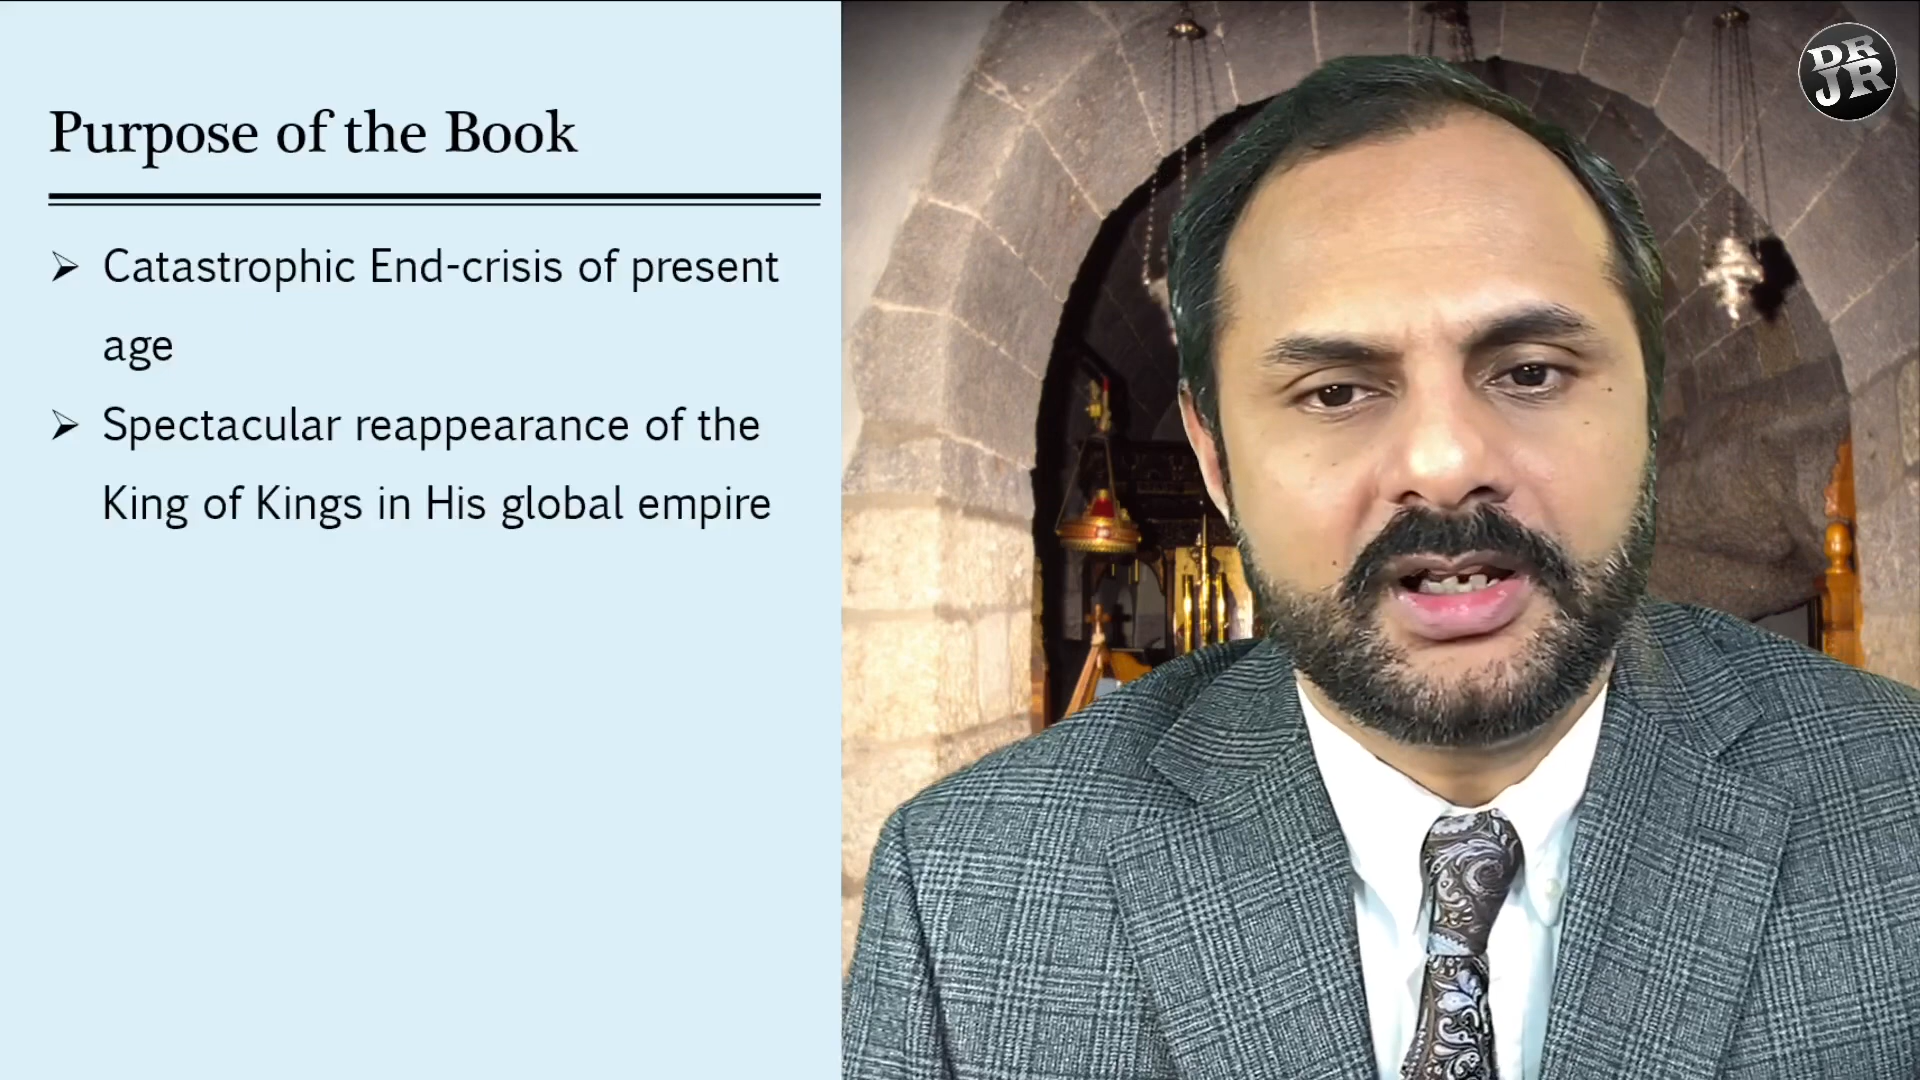 Purpose of the Book
➢ Catastrophic End-crisis of present
age
➢ Spectacular reappearance of the
King of Kings in His global empire
DR
JR